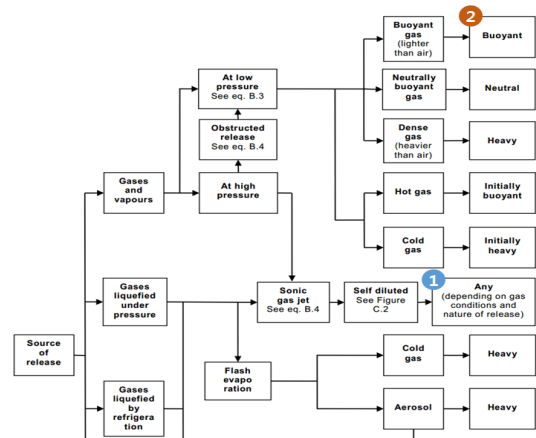 2
Buoyant
gas
(lighter
than air)
Buoyant
At low
pressure
See eq. B.3
Neutrally
buoyant
gas
Neutral
Obstructed
release
See eq. B.4
Dense
gas
(heavier
than air)
Heavy
Gases
and
vapours
At high
pressure
Hot gas
Initially
buoyant
Cold
gas
Initially
heavy
1
Gases
liquefied
under
pressure
Sonic
gas jet
See eq. B.4
Self diluted
See Figure
C.2
Any
(depending on gas
conditions and
nature of release)
Source
of
release
Flash
evapo
ration
Cold
gas
Heavy
Gases
liquefied
by
refrigera
tion
Aerosol
Heavy